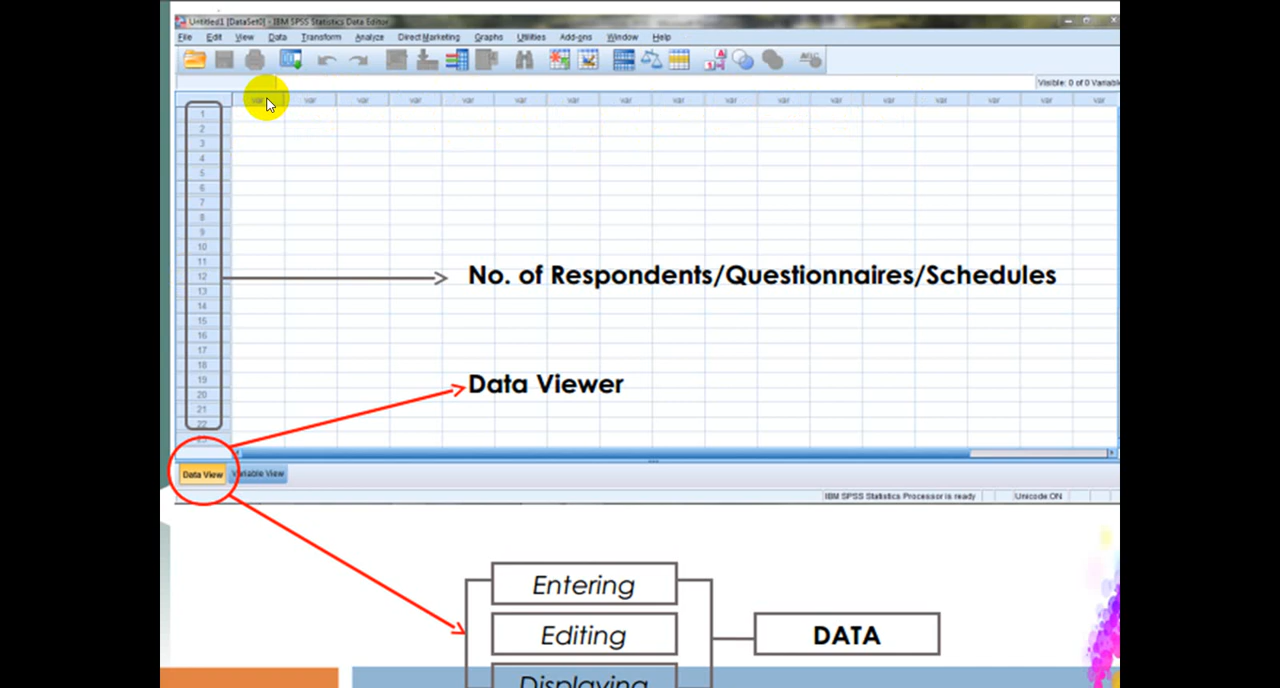 Untitled1 [DataSet0] - IBM SPSS Statistics Data Editor
File Edit View Data Transform Analyze Direct Marketing Graphs Utilities Add-ons Window Help
Visible: 0 of 0 Variable
var var var var var var var var var var var var var var var var var
1
2
3
4
5
6
7
8
9
10
11
12
No. of Respondents/Questionnaires/Schedules
13
14
15
16
17
18
19
Data Viewer
20
21
22
23
Data View Variable View
IBM SPSS Statistics Processor is ready Unicode ON
Entering
Editing
DATA
Displaying